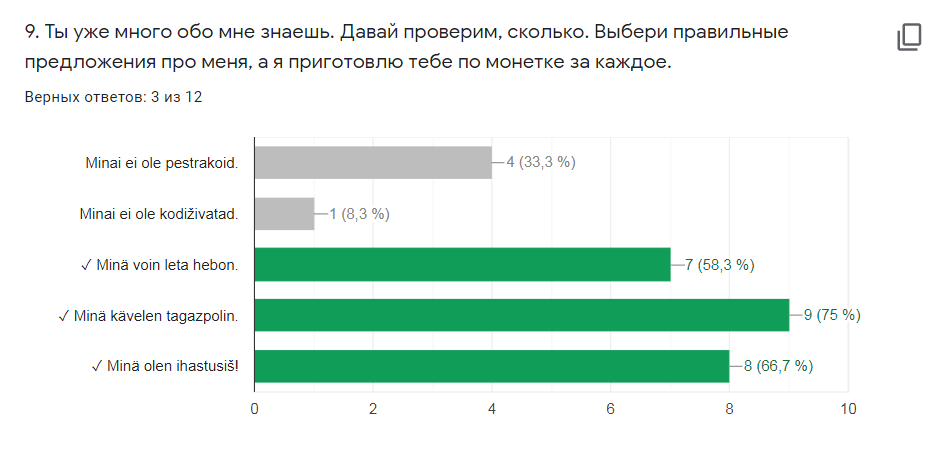 9. Ты уже много обо мне знаешь. Давай проверим, сколько. Выбери правильные
предложения про меня, а я приготовлю тебе по монетке за каждое.
Верных ответов: 3 из 12
Minai ei ole pestrakoid.
4 (33,3 %)
Minai ei ole kodiživatad.
1 (8,3 %)
✓ Minä voin leta hebon.
7 (58,3 %)
✓ Minä kävelen tagazpolin.
9 (75 %)
✓ Minä olen ihastusiš!
8 (66,7 %)
0 2 4 6 8 10